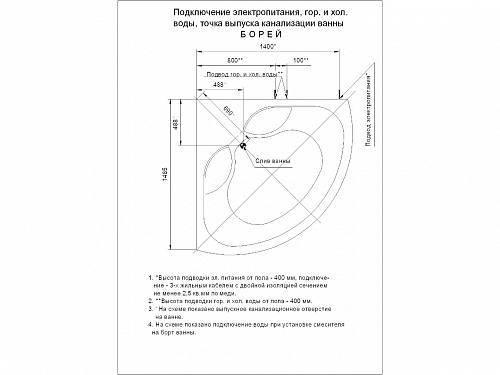 Подключение электропитания, гор. и хол.
воды, точка выпуска канализации ванны
БОРЕЙ
1400*
800** 100**
Подвод гор. и хол. воды**
488*
690*
488*
1485
Слив ванны
Подвод электропитания*
1. *Высота подводки эл. питания от пола - 400 мм, подключе-
ние - 3-х жильным кабелем с двойной изоляцией сечением
не менее 2,5 кв.мм по меди.
2. **Высота подводки гор. и хол. воды от пола - 400 мм.
3. *На схеме показано выпускное канализационное отверстие
на ванне.
4. На схеме показано подключение воды при установке смесителя
на борт ванны.